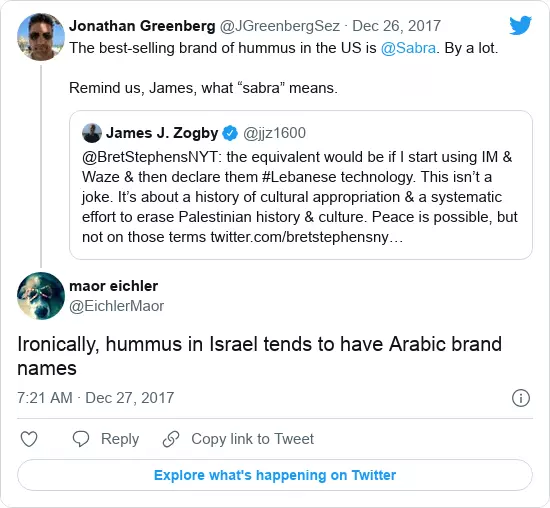 Jonathan Greenberg @JGreenbergSez · Dec 26, 2017
The best-selling brand of hummus in the US is @Sabra. By a lot.
Remind us, James, what “sabra” means.
James J. Zogby @jjz1600
@BretStephensNYT: the equivalent would be if I start using IM &
Waze & then declare them #Lebanese technology. This isn’t a
joke. It’s about a history of cultural appropriation & a systematic
effort to erase Palestinian history & culture. Peace is possible, but
not on those terms twitter.com/bretstephensny…
maor eichler
@EichlerMaor
Ironically, hummus in Israel tends to have Arabic brand
names
7:21 AM · Dec 27, 2017
Reply
Copy link to Tweet
Explore what's happening on Twitter